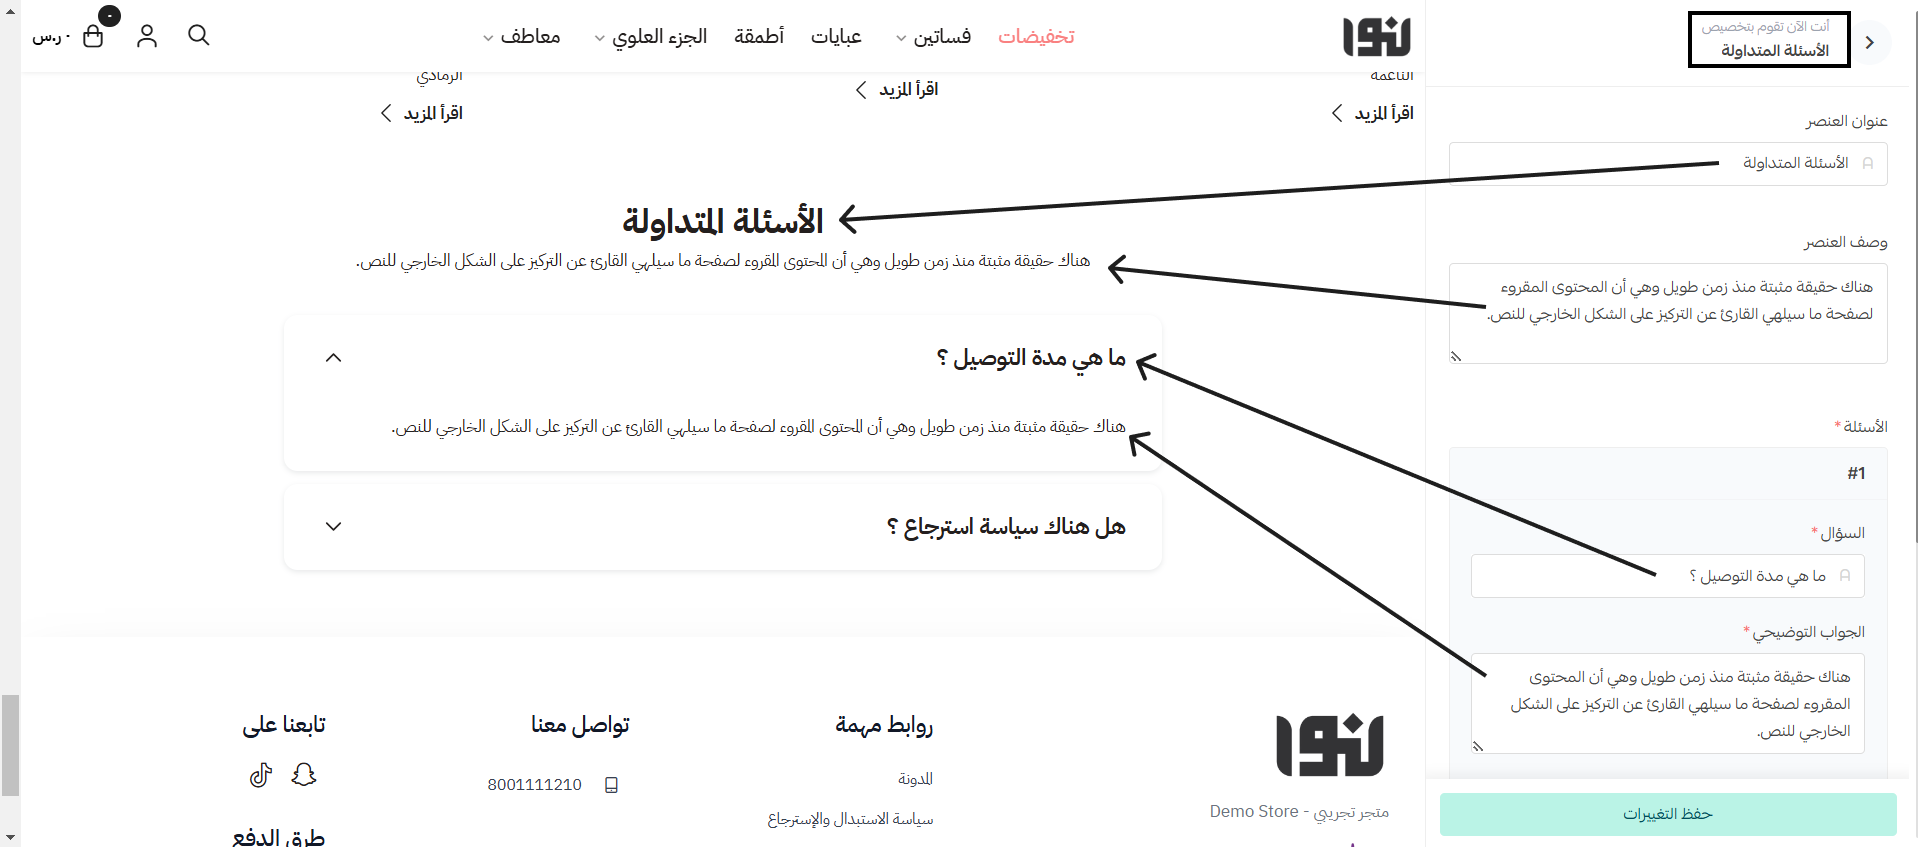 أنت الآن تقوم بتخصيص
الأسئلة المتداولة
عنوان العنصر
الأسئلة المتداولة
وصف العنصر
هناك حقيقة مثبتة منذ زمن طويل وهي أن المحتوى المقروء
لصفحة ما سيلهي القارئ عن التركيز على الشكل الخارجي للنص.
الأسئلة *
#1
السؤال *
ما هي مدة التوصيل ؟
الجواب التوضيحي *
هناك حقيقة مثبتة منذ زمن طويل وهي أن المحتوى
المقروء لصفحة ما سيلهي القارئ عن التركيز على الشكل
الخارجي للنص.
حفظ التغييرات
لنوا
تخفيضات
فساتين
عبايات
أطمقة
الجزء العلوي
معاطف
٠ ر.س
٠
الناعمة
الرمادي
اقرأ المزيد
اقرأ المزيد
اقرأ المزيد
الأسئلة المتداولة
هناك حقيقة مثبتة منذ زمن طويل وهي أن المحتوى المقروء لصفحة ما سيلهي القارئ عن التركيز على الشكل الخارجي للنص.
ما هي مدة التوصيل ؟
هناك حقيقة مثبتة منذ زمن طويل وهي أن المحتوى المقروء لصفحة ما سيلهي القارئ عن التركيز على الشكل الخارجي للنص.
هل هناك سياسة استرجاع ؟
لنوا
متجر تجريبي - Demo Store
روابط مهمة
المدونة
سياسة الاستبدال والإسترجاع
تواصل معنا
8001111210
تابعنا على
طرق الدفع